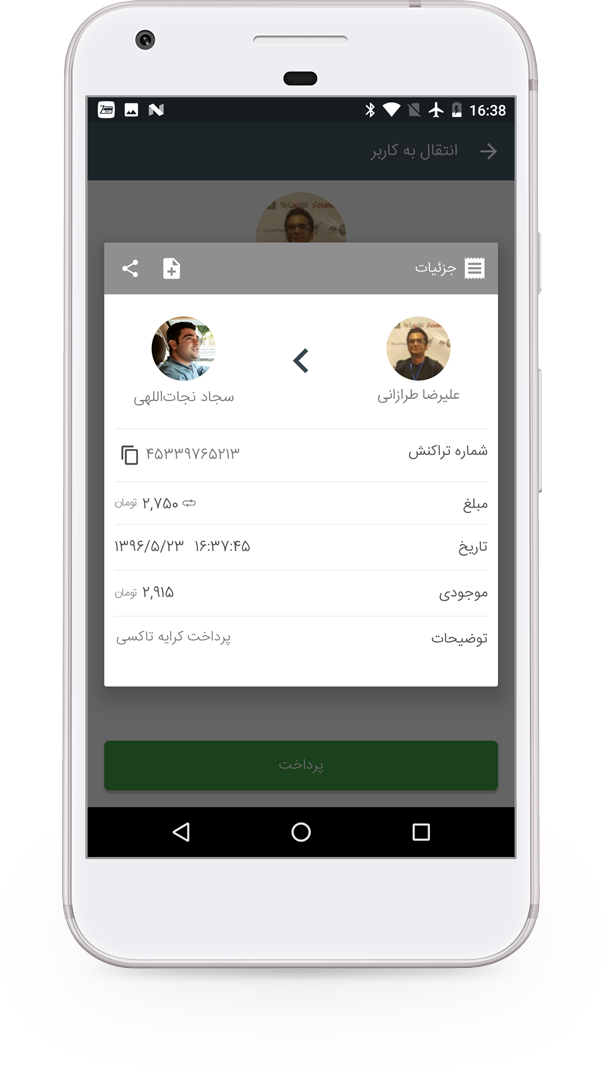 16:38
انتقال به کاربر
جزئیات
علیرضا طرازانی
سجاد نجات‌اللهی
شماره تراکنش ۴۵۳۳۹۷۶۵۲۱۳
مبلغ ۲,۷۵۰ تومان
تاریخ ۱۳۹۶/۵/۲۳ ۱۶:۳۷:۴۵
موجودی ۲,۹۱۵ تومان
توضیحات پرداخت کرایه تاکسی
پرداخت